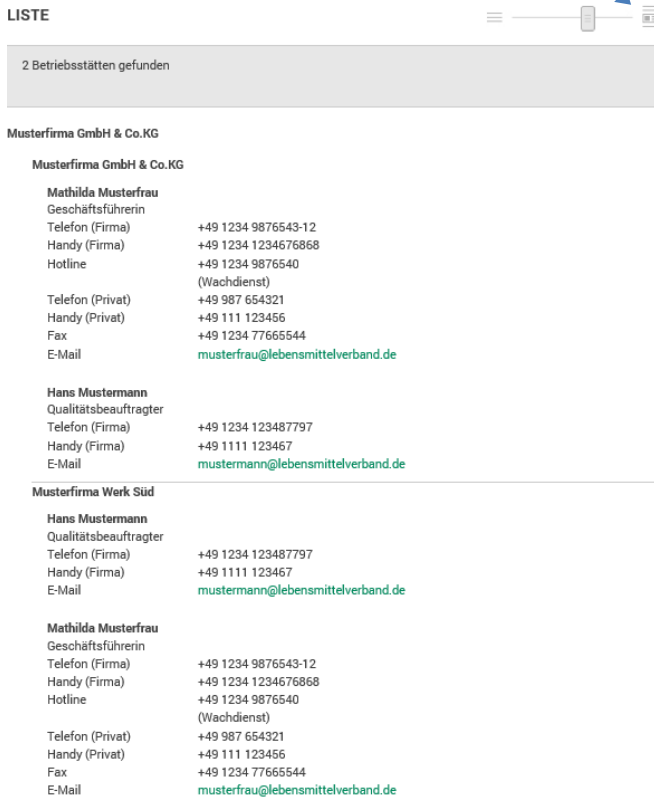 LISTE
2 Betriebsstätten gefunden
Musterfirma GmbH & Co.KG
Musterfirma GmbH & Co.KG
Mathilda Musterfrau
Geschäftsführerin
Telefon (Firma) +49 1234 9876543-12
Handy (Firma) +49 1234 1234676868
Hotline +49 1234 9876540
(Wachdienst)
Telefon (Privat) +49 987 654321
Handy (Privat) +49 111 123456
Fax +49 1234 77665544
E-Mail musterfrau@lebensmittelverband.de
Hans Mustermann
Qualitätsbeauftragter
Telefon (Firma) +49 1234 123487797
Handy (Firma) +49 1111 123467
E-Mail mustermann@lebensmittelverband.de
Musterfirma Werk Süd
Hans Mustermann
Qualitätsbeauftragter
Telefon (Firma) +49 1234 123487797
Handy (Firma) +49 1111 123467
E-Mail mustermann@lebensmittelverband.de
Mathilda Musterfrau
Geschäftsführerin
Telefon (Firma) +49 1234 9876543-12
Handy (Firma) +49 1234 1234676868
Hotline +49 1234 9876540
(Wachdienst)
Telefon (Privat) +49 987 654321
Handy (Privat) +49 111 123456
Fax +49 1234 77665544
E-Mail musterfrau@lebensmittelverband.de